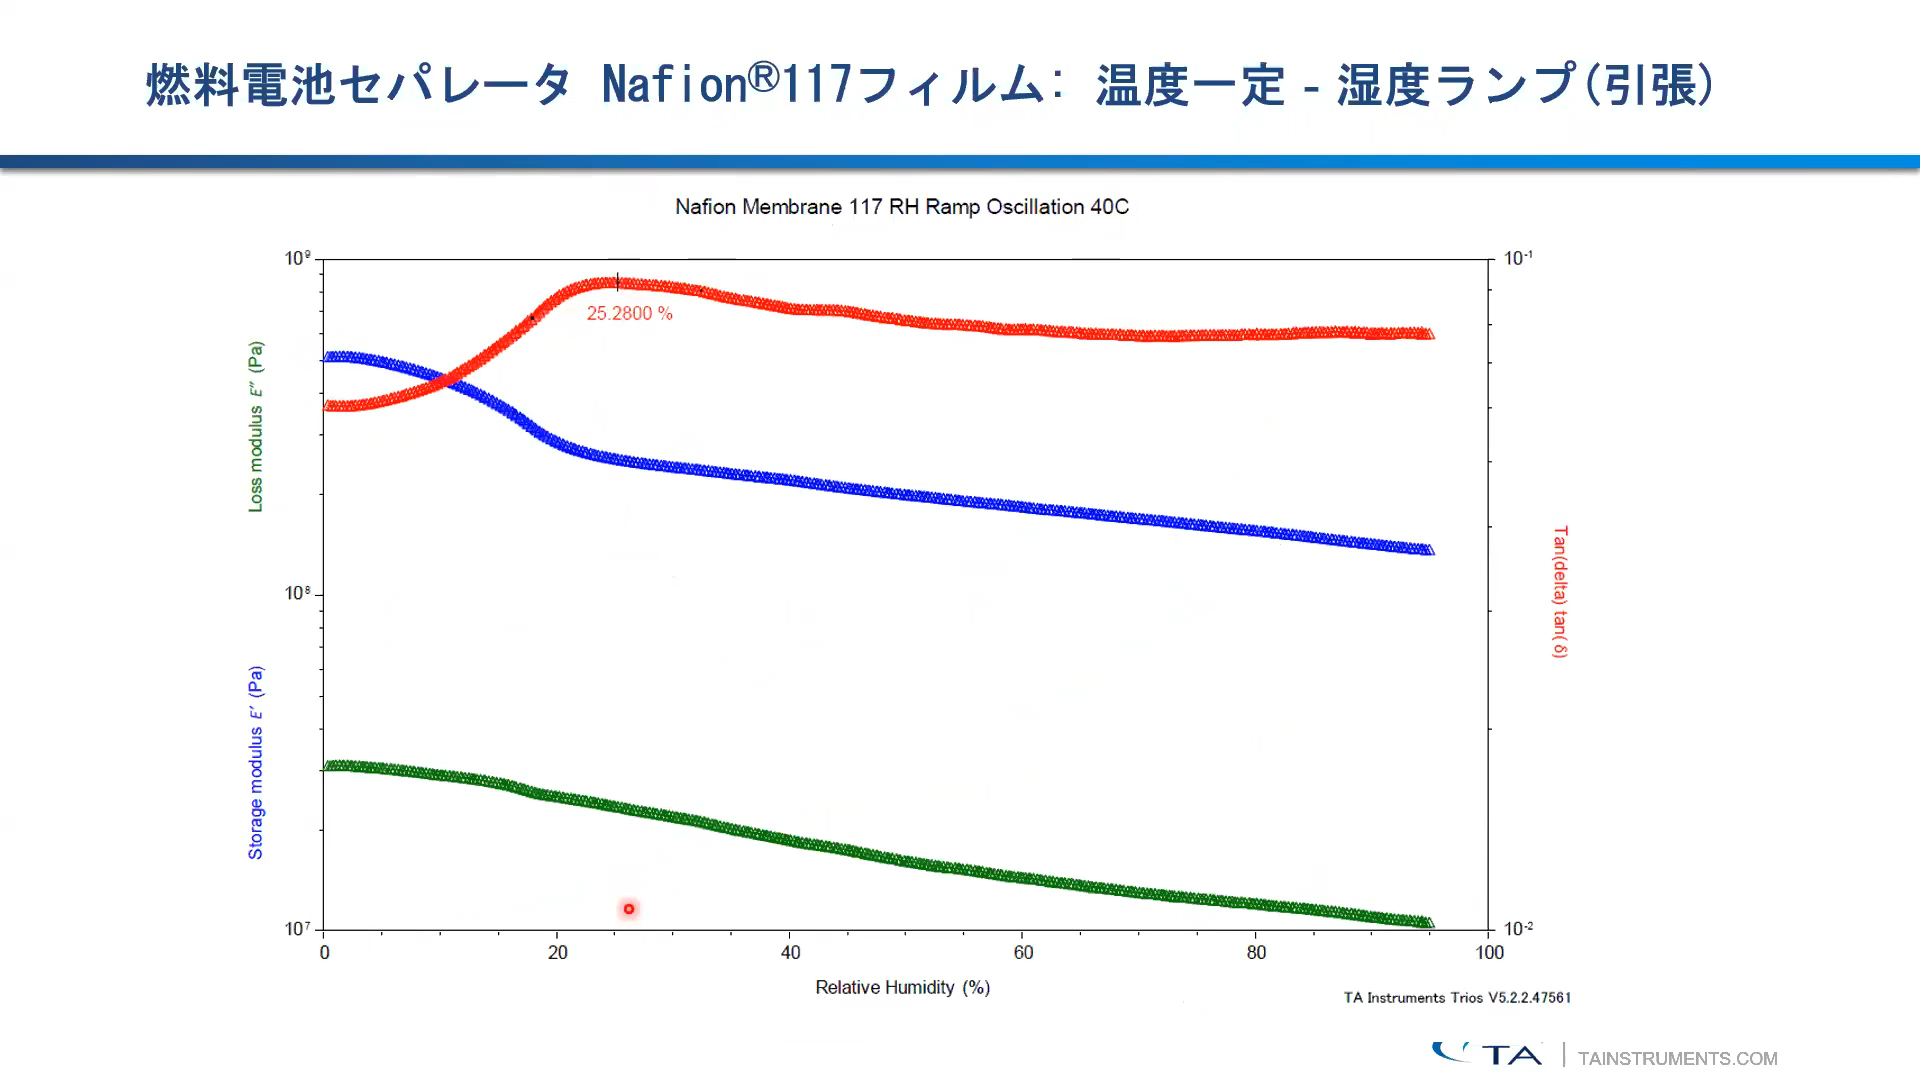 燃料電池セパレータ Nafion®117フィルム: 温度一定 - 湿度ランプ(引張)
Nafion Membrane 117 RH Ramp Oscillation 40C
10⁹
10⁸
10⁷
Loss modulus E″ (Pa)
Storage modulus E′ (Pa)
25.2800 %
10⁻¹
10⁻²
Tan(delta) tan(δ)
0 20 40 60 80 100
Relative Humidity (%)
TA Instruments Trios V5.2.2.47561
TA | TAINSTRUMENTS.COM